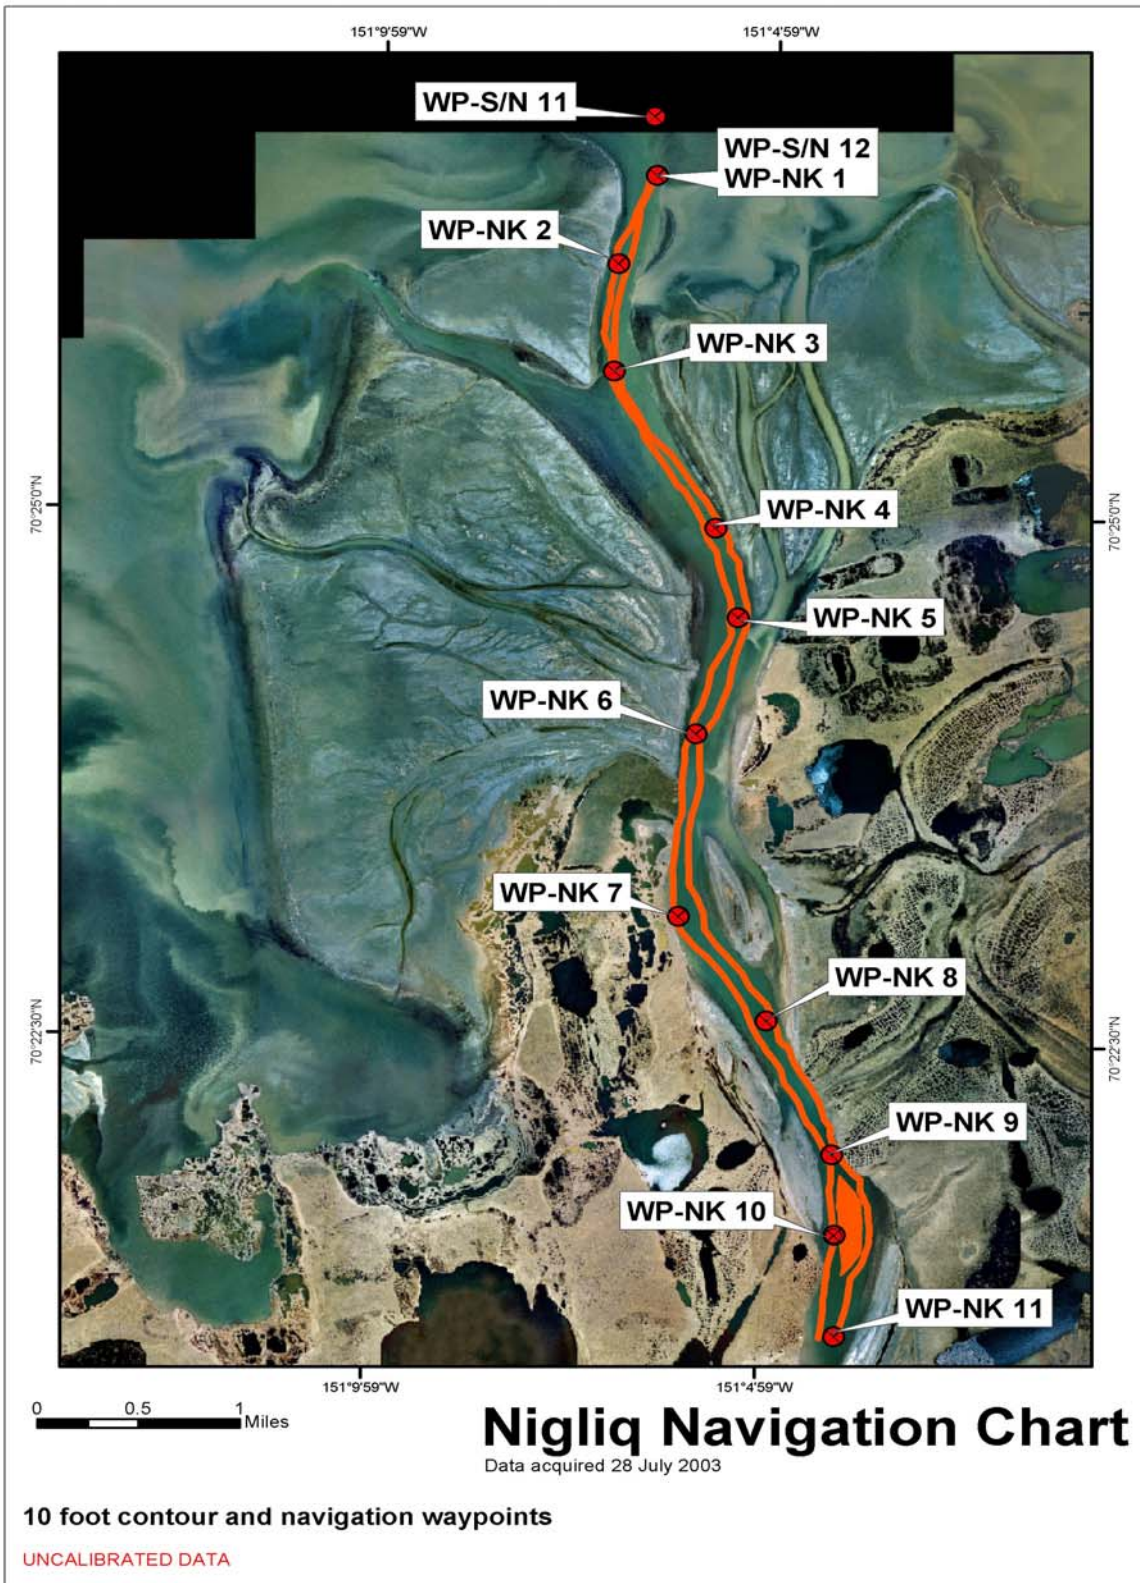 151°9'59"W
151°4'59"W
WP-S/N 11
WP-S/N 12
WP-NK 1
WP-NK 2
WP-NK 3
70°25'0"N
70°25'0"N
WP-NK 4
WP-NK 5
WP-NK 6
WP-NK 7
WP-NK 8
70°22'30"N
70°22'30"N
WP-NK 9
WP-NK 10
WP-NK 11
151°9'59"W
151°4'59"W
0 0.5 1
Miles
Nigliq Navigation Chart
Data acquired 28 July 2003
10 foot contour and navigation waypoints
UNCALIBRATED DATA